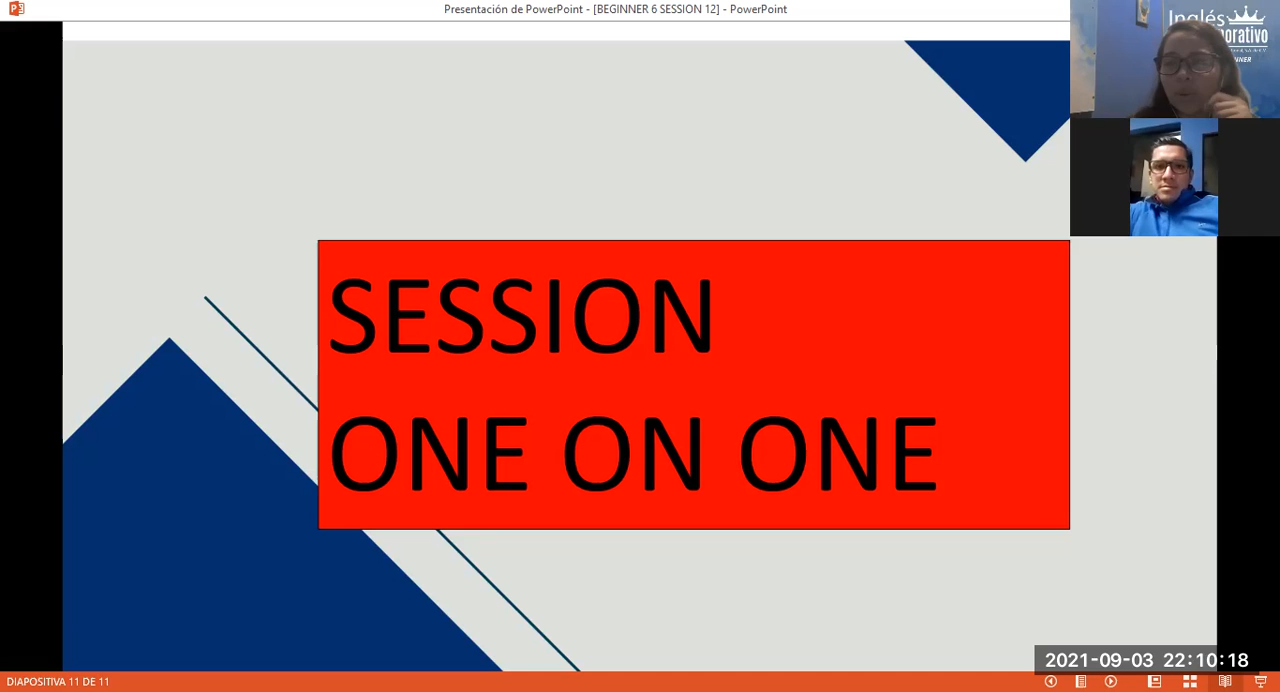 Presentación de PowerPoint - [BEGINNER 6 SESSION 12] - PowerPoint
Inglés
SESSION
ONE ON ONE
2021-09-03 22:10:18
DIAPOSITIVA 11 DE 11